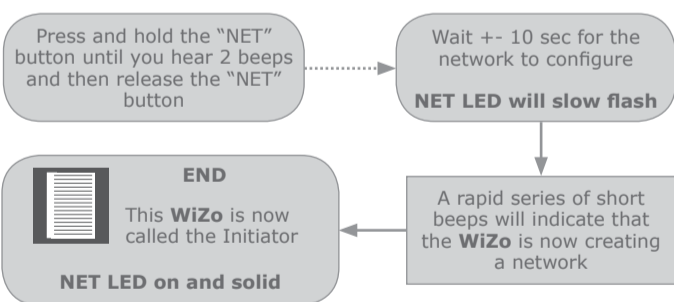 Press and hold the “NET”
button until you hear 2 beeps
and then release the “NET”
button
Wait +- 10 sec for the
network to configure
NET LED will slow flash
A rapid series of short
beeps will indicate that
the WiZo is now creating
a network
END
This WiZo is now
called the Initiator
NET LED on and solid